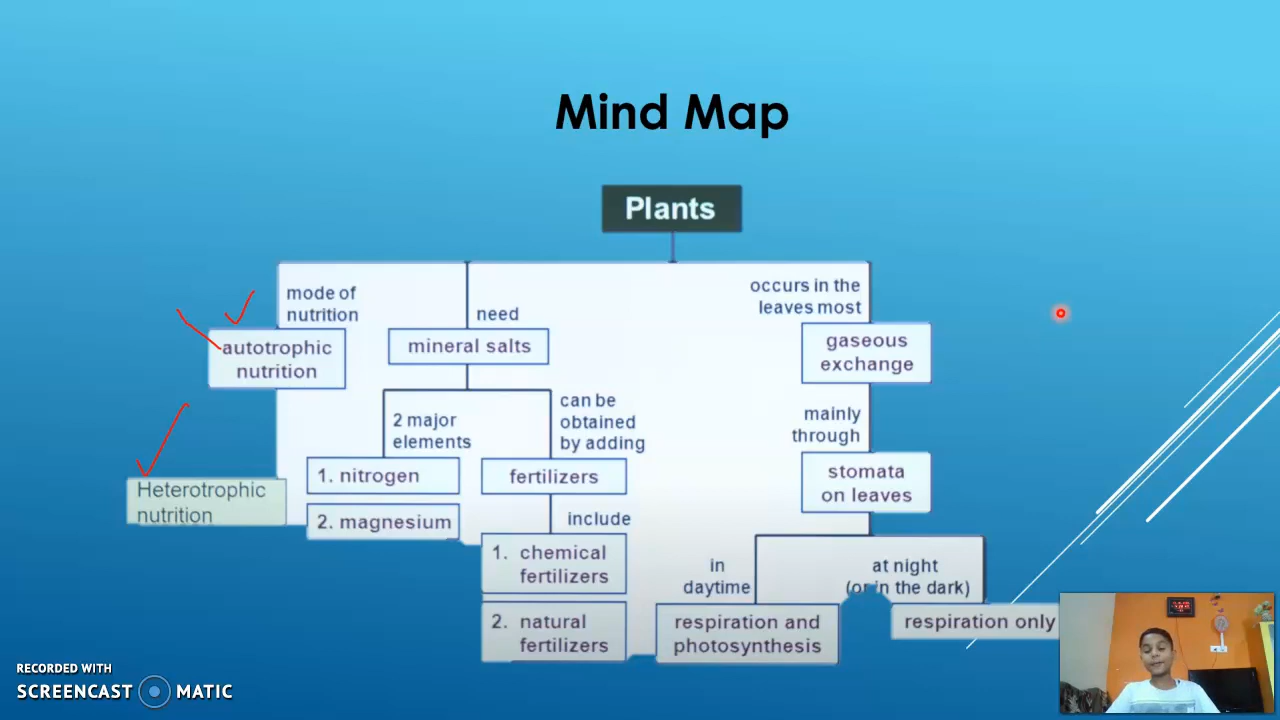 Mind Map
Plants
mode of
nutrition
autotrophic
nutrition
Heterotrophic
nutrition
need
mineral salts
2 major
elements
1. nitrogen
2. magnesium
can be
obtained
by adding
fertilizers
include
1. chemical
fertilizers
2. natural
fertilizers
occurs in the
leaves most
gaseous
exchange
mainly
through
stomata
on leaves
in
daytime
respiration and
photosynthesis
at night
(or in the dark)
respiration only
RECORDED WITH
SCREENCAST MATIC